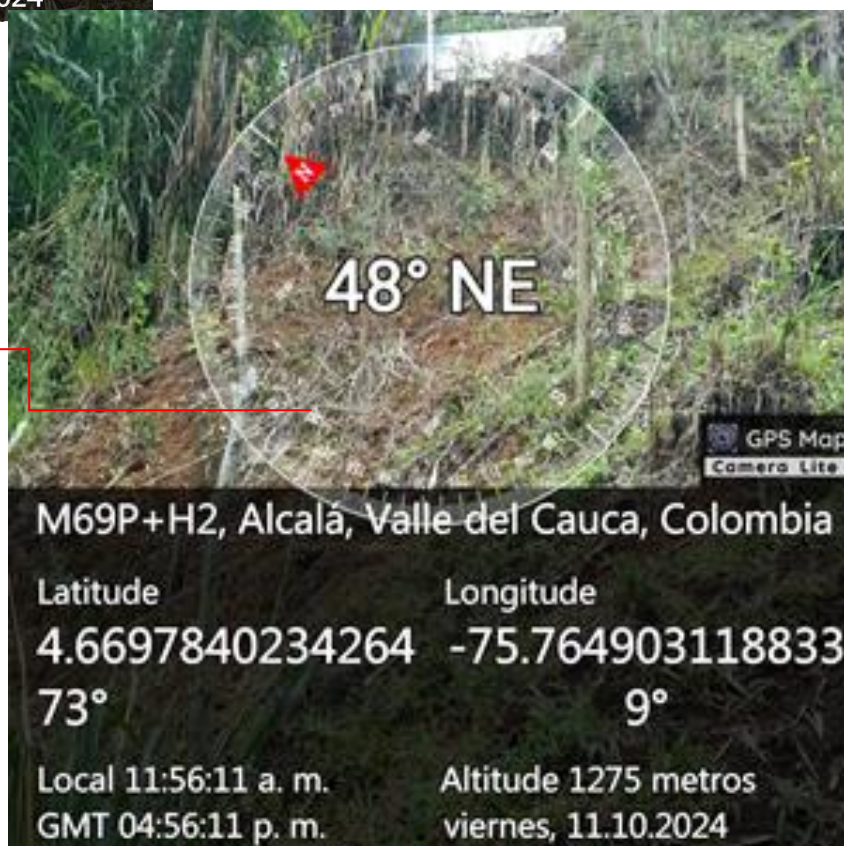 024
N
48° NE
GPS Map
Camera Lite
M69P+H2, Alcalá, Valle del Cauca, Colombia
Latitude
Longitude
4.6697840234264
-75.764903118833
73°
9°
Local 11:56:11 a. m.
Altitude 1275 metros
GMT 04:56:11 p. m.
viernes, 11.10.2024